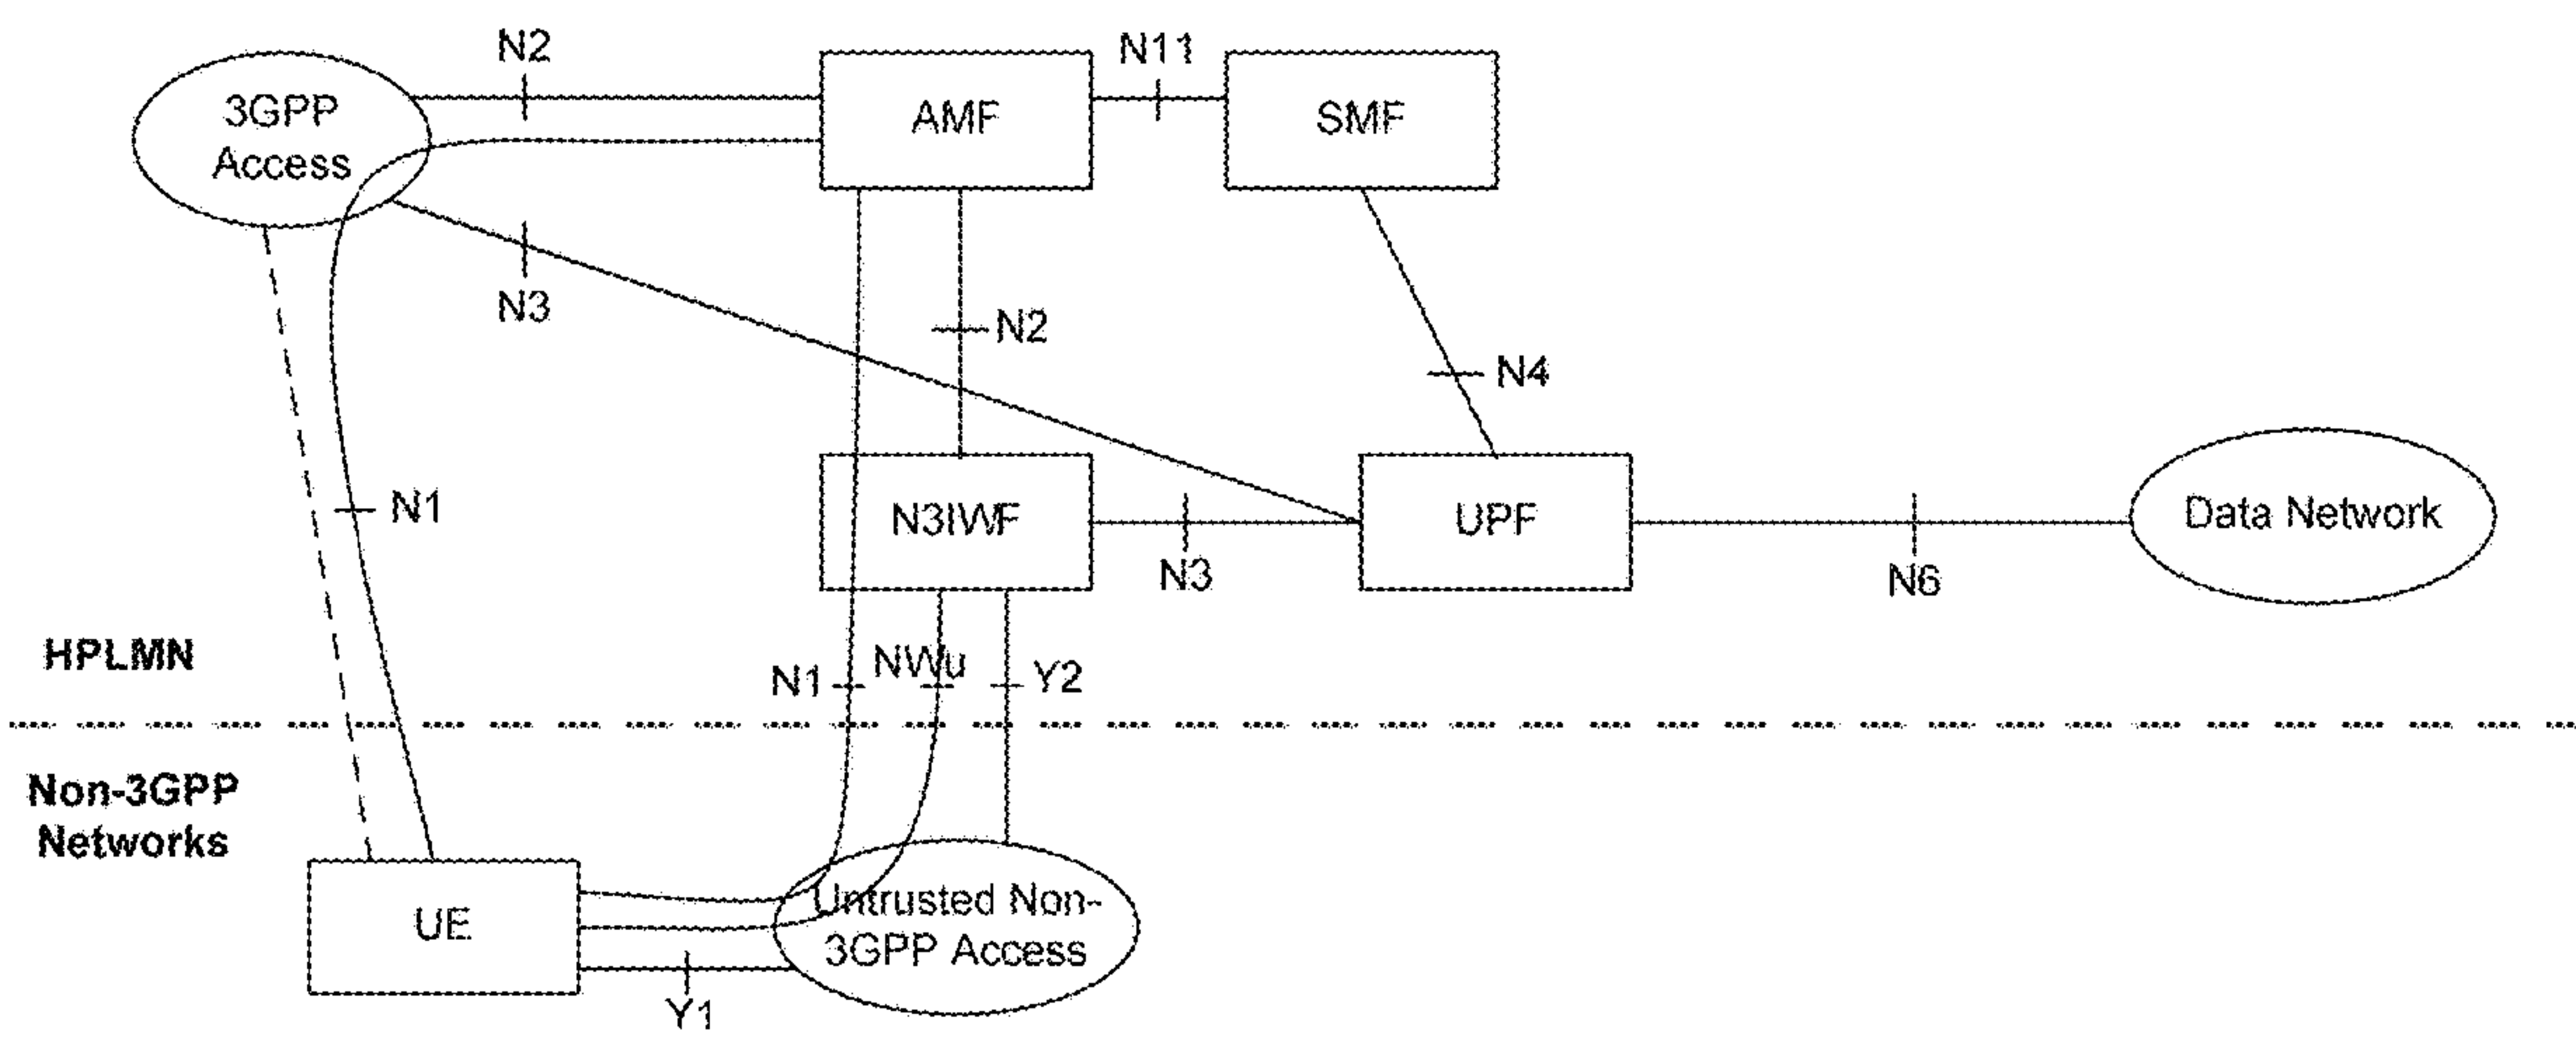 N2
N11
3GPP
Access
AMF
SMF
N3
N2
N4
N1
N3IWF
UPF
Data Network
N3
N6
HPLMN
N1
NWu
Y2
Non-3GPP
Networks
UE
Untrusted Non-
3GPP Access
Y1